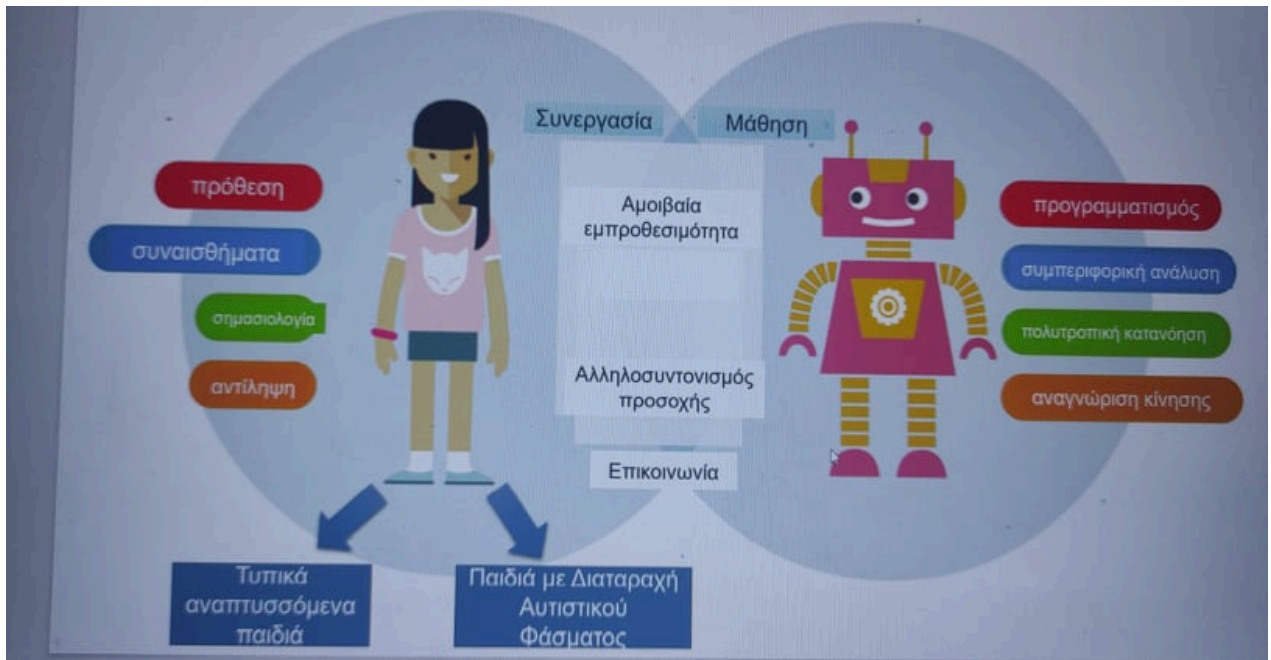 Συνεργασία
Μάθηση
πρόθεση
συναισθήματα
σημασιολογία
αντίληψη
Αμοιβαία
εμπροθεσιμότητα
Αλληλοσυντονισμός
προσοχής
Επικοινωνία
προγραμματισμός
συμπεριφορική ανάλυση
πολυτροπική κατανόηση
αναγνώριση κίνησης
Τυπικά
αναπτυσσόμενα
παιδιά
Παιδιά με Διαταραχή
Αυτιστικού
Φάσματος